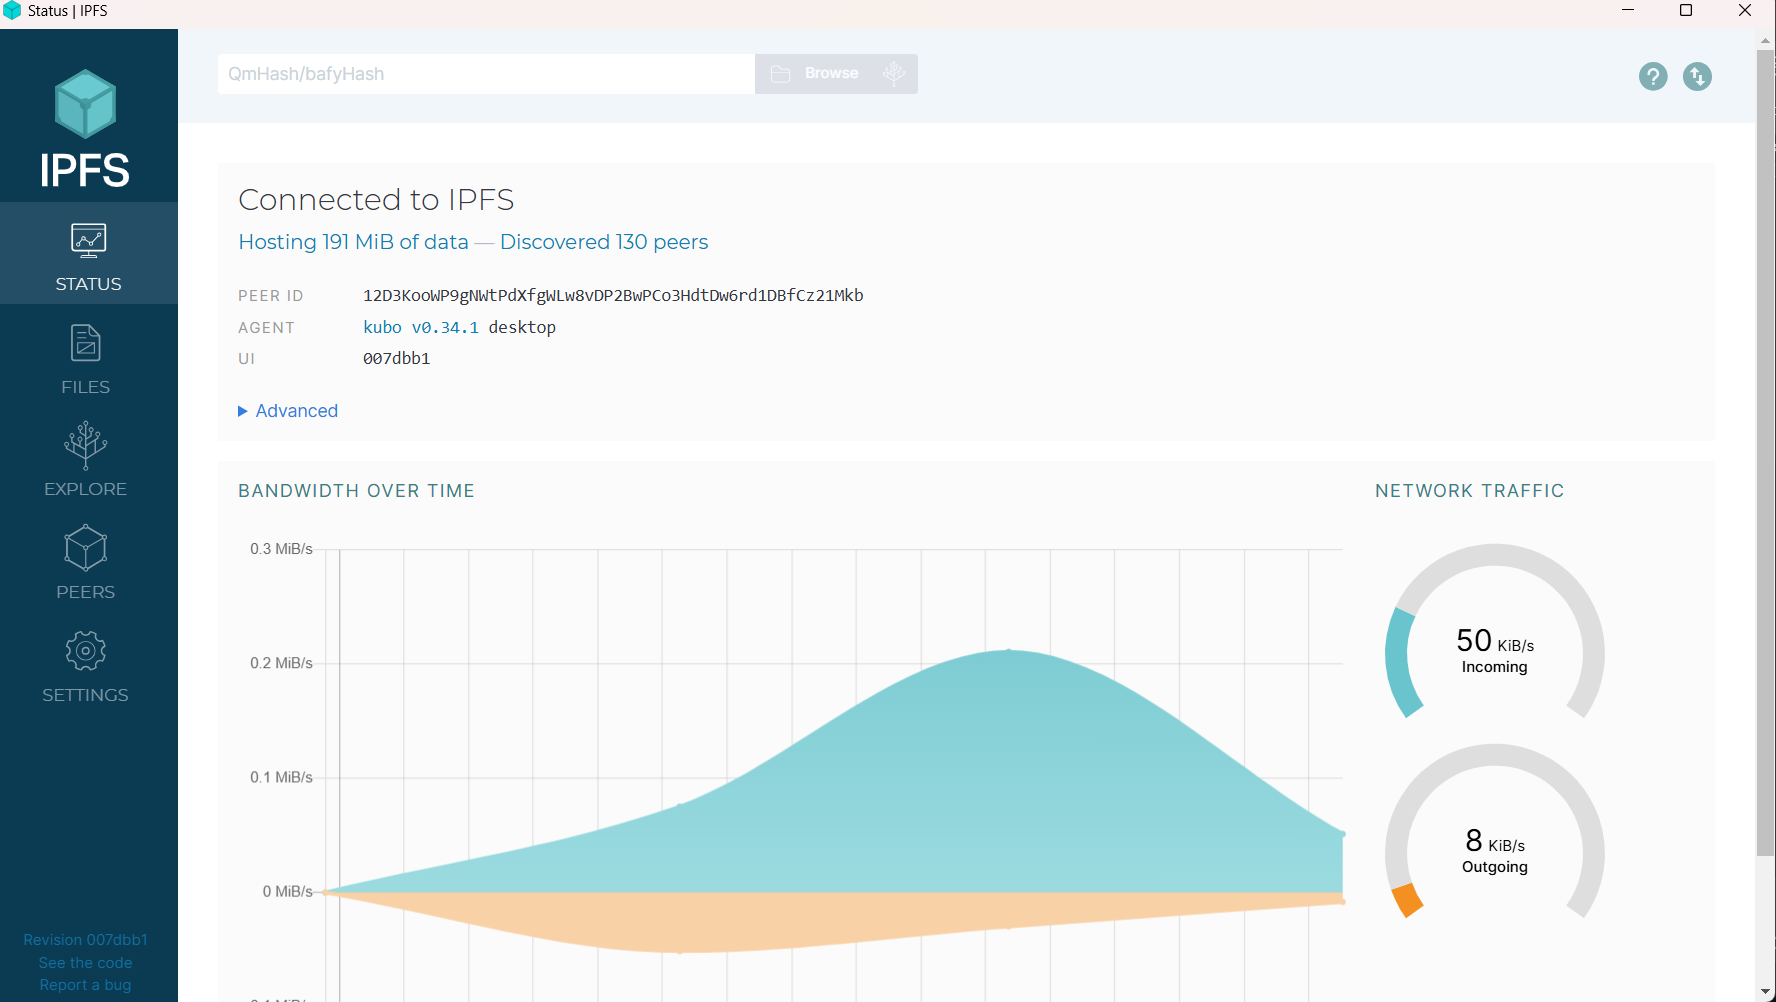 Status | IPFS
QmHash/bafyHash
Browse
IPFS
STATUS
FILES
EXPLORE
PEERS
SETTINGS
Revision 007dbb1
See the code
Report a bug
Connected to IPFS
Hosting 191 MiB of data — Discovered 130 peers
PEER ID 12D3KooWP9gNWtPdXfgWLw8vDP2BwPCo3HdtDw6rd1DBfCz21Mkb
AGENT kubo v0.34.1 desktop
UI 007dbb1
Advanced
BANDWIDTH OVER TIME
0.3 MiB/s
0.2 MiB/s
0.1 MiB/s
0 MiB/s
NETWORK TRAFFIC
50 KiB/s
Incoming
8 KiB/s
Outgoing